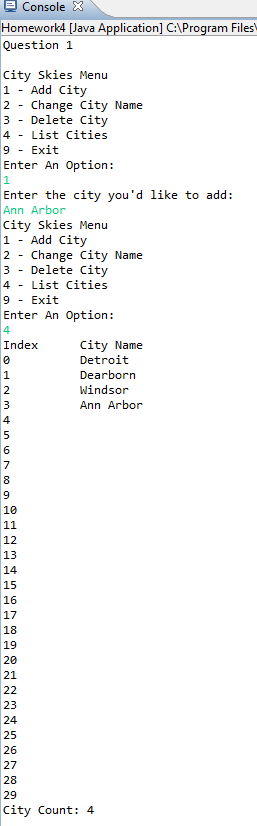 Console
Homework4 [Java Application] C:\Program Files\
Question 1
City Skies Menu
1 - Add City
2 - Change City Name
3 - Delete City
4 - List Cities
9 - Exit
Enter An Option:
1
Enter the city you'd like to add:
Ann Arbor
City Skies Menu
1 - Add City
2 - Change City Name
3 - Delete City
4 - List Cities
9 - Exit
Enter An Option:
4
Index City Name
0 Detroit
1 Dearborn
2 Windsor
3 Ann Arbor
4
5
6
7
8
9
10
11
12
13
14
15
16
17
18
19
20
21
22
23
24
25
26
27
28
29
City Count: 4